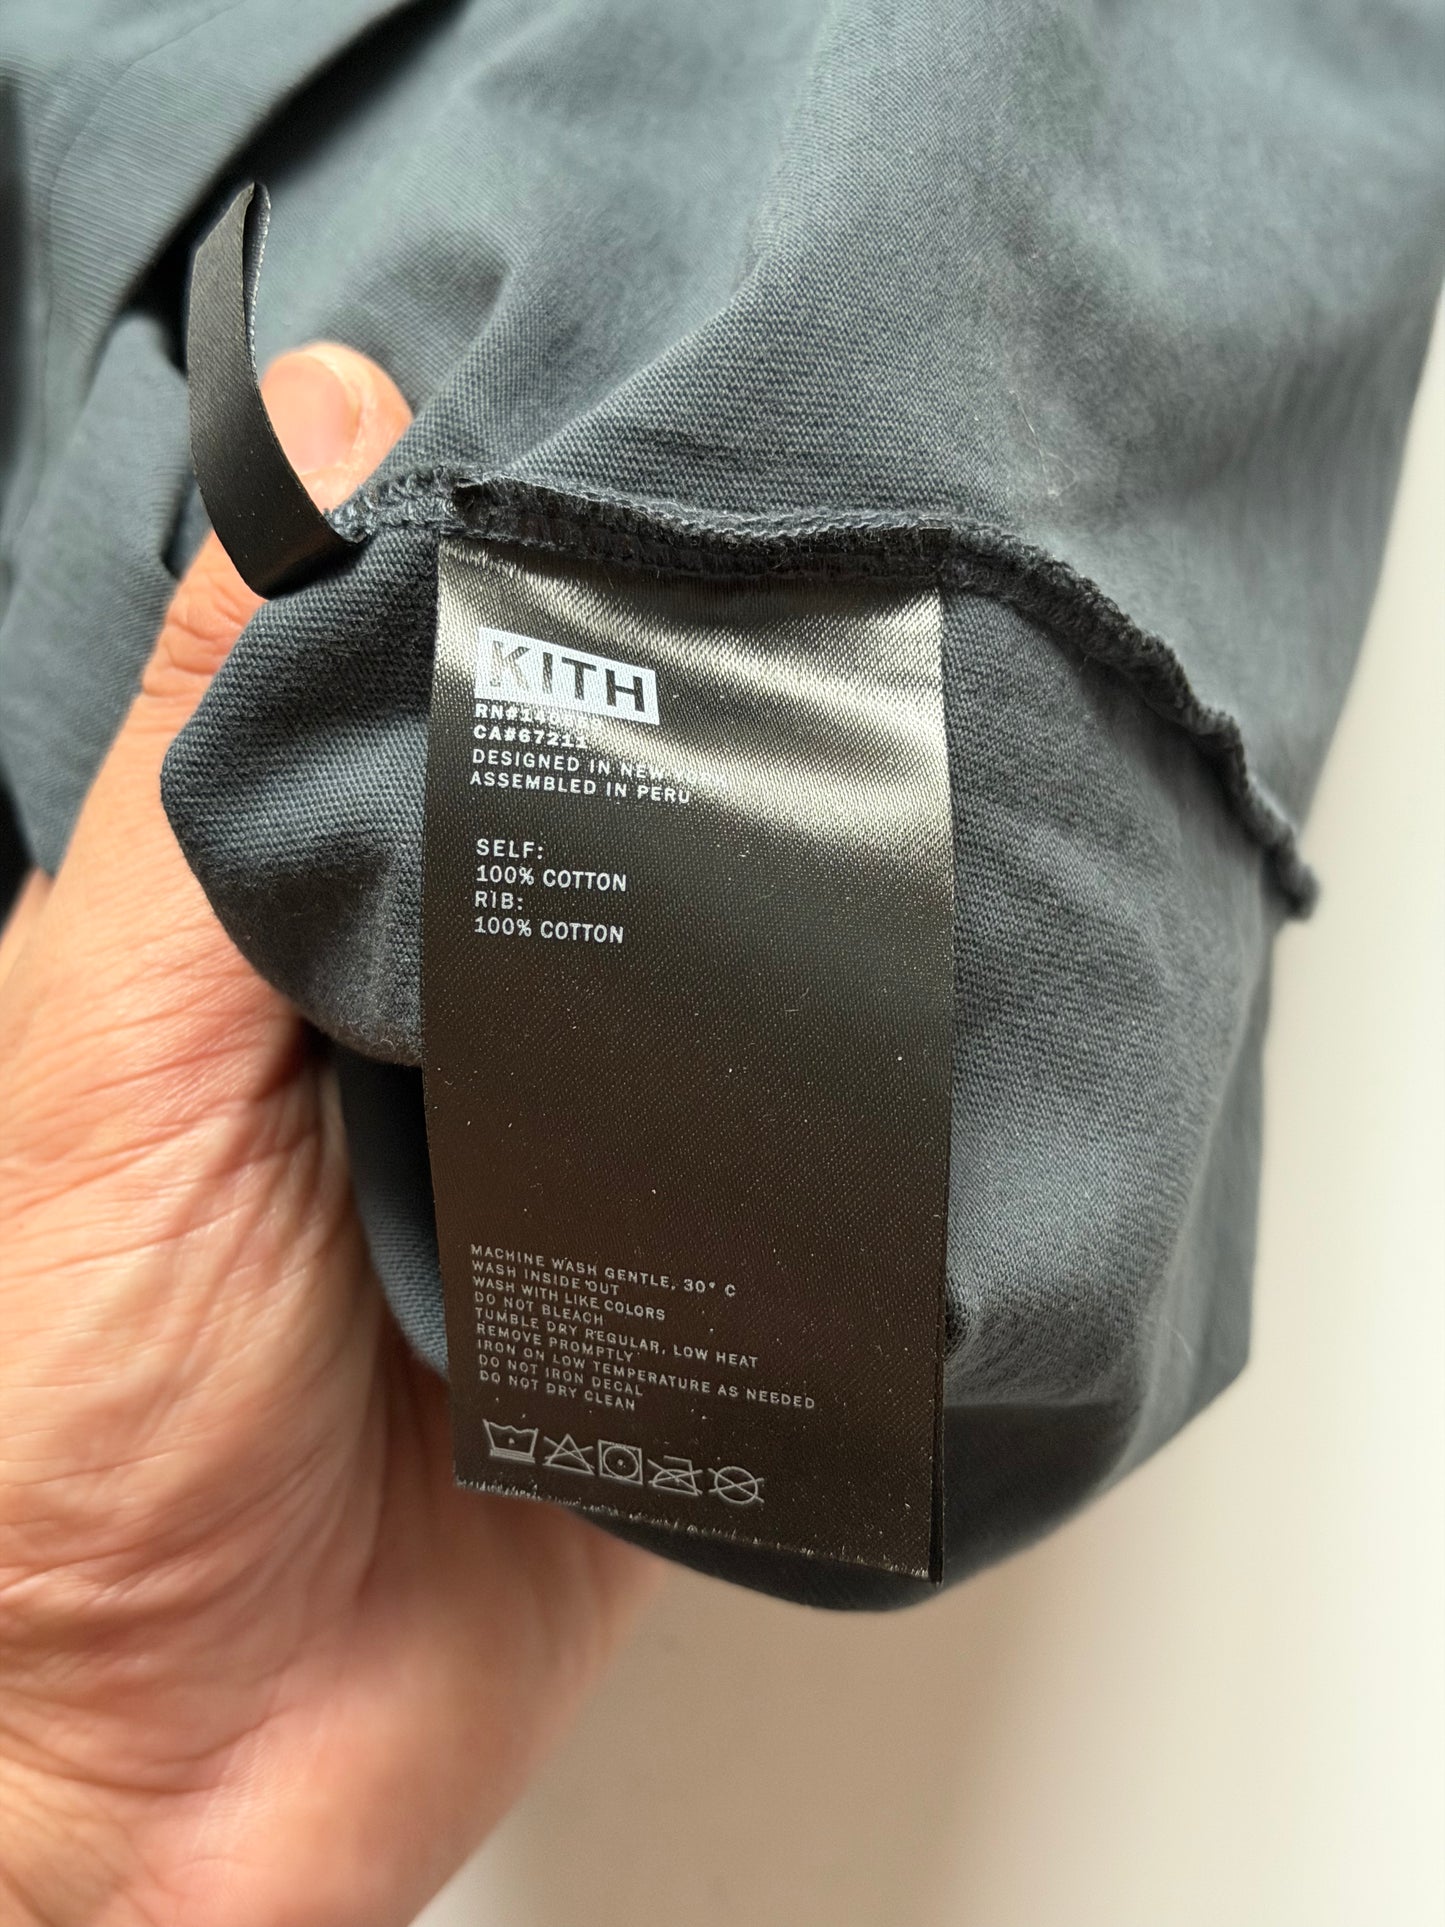 KITH
CA#67211
DESIGNED IN NEW YORK
ASSEMBLED IN PERU
SELF:
100% COTTON
RIB:
100% COTTON
MACHINE WASH GENTLE, 30° C
WASH INSIDE OUT
WASH WITH LIKE COLORS
DO NOT BLEACH
TUMBLE DRY REGULAR, LOW HEAT
REMOVE PROMPTLY
IRON ON LOW TEMPERATURE AS NEEDED
DO NOT IRON DECAL
DO NOT DRY CLEAN